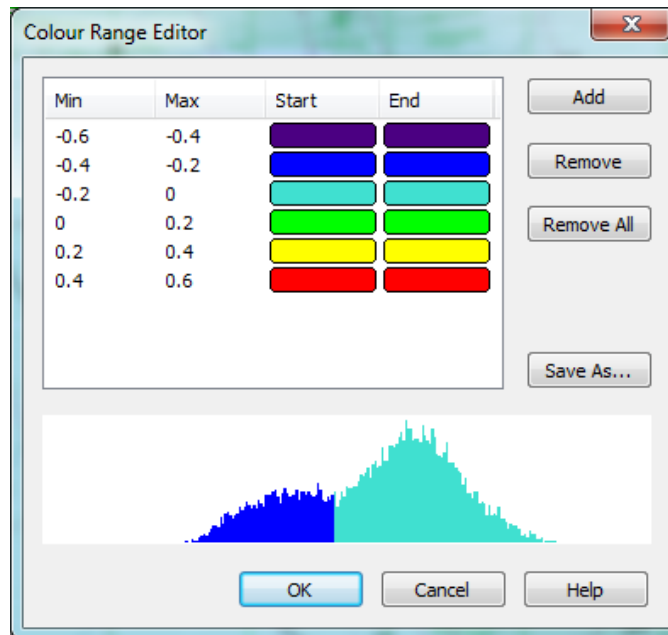 Colour Range Editor
X
Min Max Start End
-0.6 -0.4
-0.4 -0.2
-0.2 0
0 0.2
0.2 0.4
0.4 0.6
Add
Remove
Remove All
Save As...
OK Cancel Help